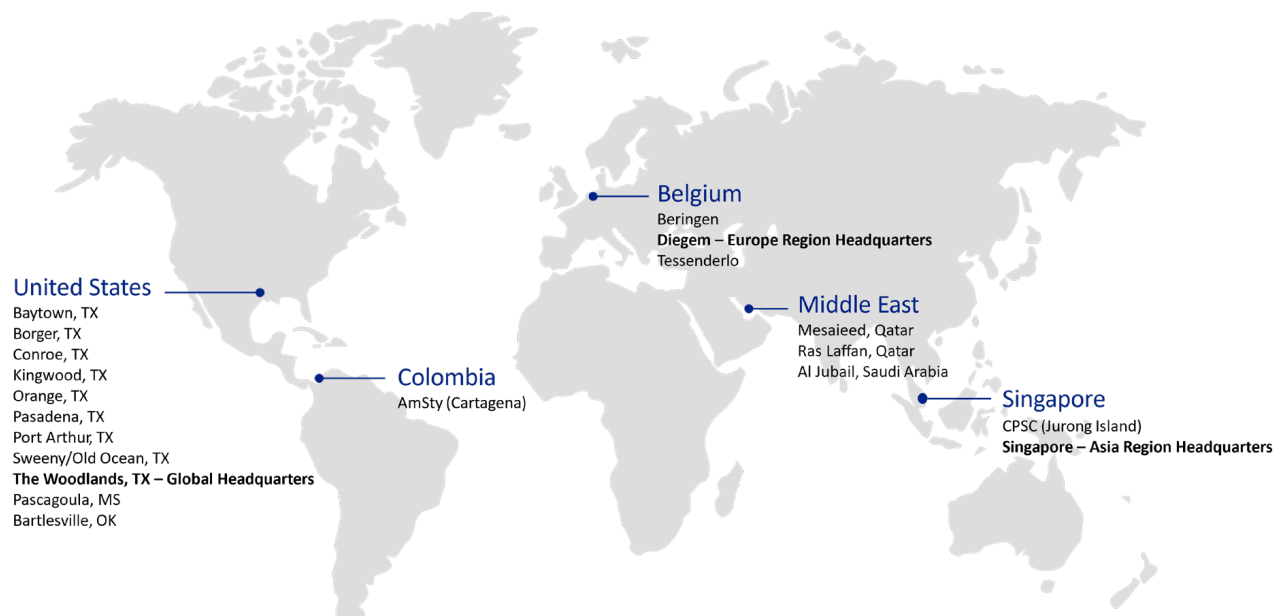 United States
Baytown, TX
Borger, TX
Conroe, TX
Kingwood, TX
Orange, TX
Pasadena, TX
Port Arthur, TX
Sweeny/Old Ocean, TX
The Woodlands, TX – Global Headquarters
Pascagoula, MS
Bartlesville, OK
Colombia
AmSty (Cartagena)
Belgium
Beringen
Diegem – Europe Region Headquarters
Tessenderlo
Middle East
Mesaieed, Qatar
Ras Laffan, Qatar
Al Jubail, Saudi Arabia
Singapore
CPSC (Jurong Island)
Singapore – Asia Region Headquarters